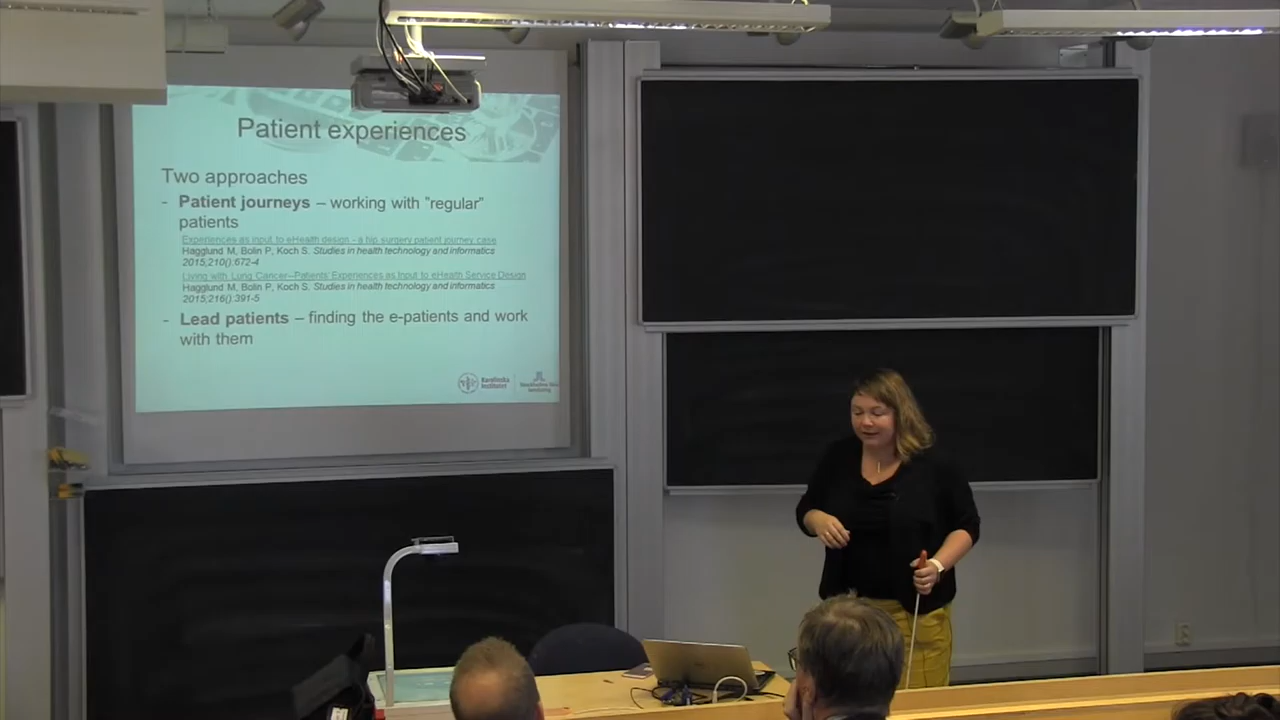 Patient experiences
Two approaches
- Patient journeys – working with "regular"
patients
Experiences as input to eHealth design - a hip surgery patient journey case
Hagglund M, Bolin P, Koch S. Studies in health technology and informatics
2015;210():672-4
Living with Lung Cancer--Patients' Experiences as Input to eHealth Service Design
Hagglund M, Bolin P, Koch S. Studies in health technology and informatics
2015;216():391-5
- Lead patients – finding the e-patients and work
with them
Karolinska
Institutet